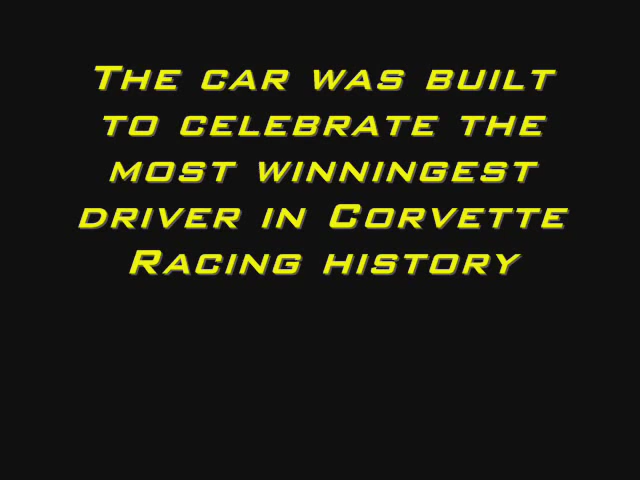 The car was built
to celebrate the
most winningest
driver in Corvette
Racing history